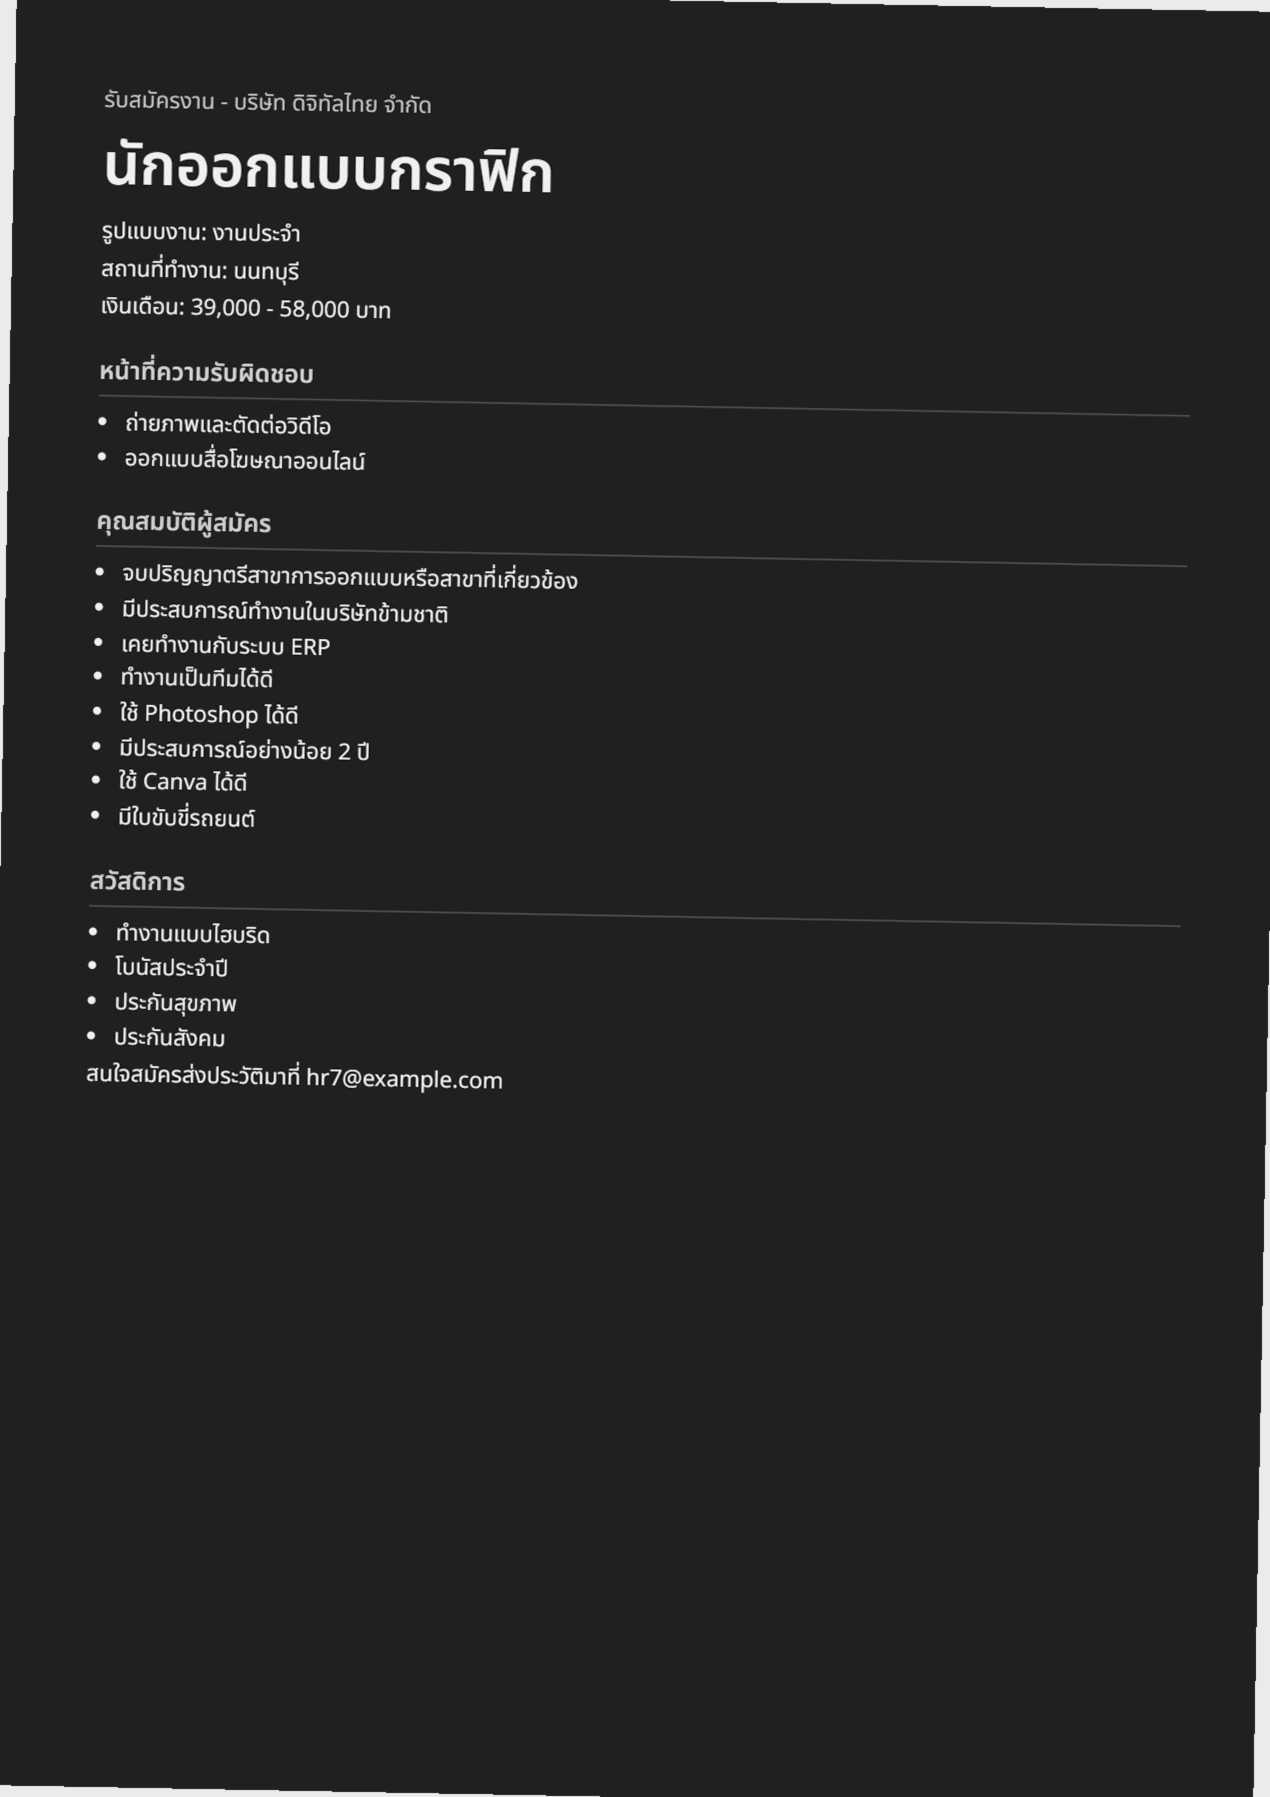 รับสมัครงาน - บริษัท ดิจิทัลไทย จำกัด
นักออกแบบกราฟิก
รูปแบบงาน: งานประจำ
สถานที่ทำงาน: นนทบุรี
เงินเดือน: 39,000 - 58,000 บาท
หน้าที่ความรับผิดชอบ
• ถ่ายภาพและตัดต่อวิดีโอ
• ออกแบบสื่อโฆษณาออนไลน์
คุณสมบัติผู้สมัคร
• จบปริญญาตรีสาขาการออกแบบหรือสาขาที่เกี่ยวข้อง
• มีประสบการณ์ทำงานในบริษัทข้ามชาติ
• เคยทำงานกับระบบ ERP
• ทำงานเป็นทีมได้ดี
• ใช้ Photoshop ได้ดี
• มีประสบการณ์อย่างน้อย 2 ปี
• ใช้ Canva ได้ดี
• มีใบขับขี่รถยนต์
สวัสดิการ
• ทำงานแบบไฮบริด
• โบนัสประจำปี
• ประกันสุขภาพ
• ประกันสังคม
สนใจสมัครส่งประวัติมาที่ hr7@example.com